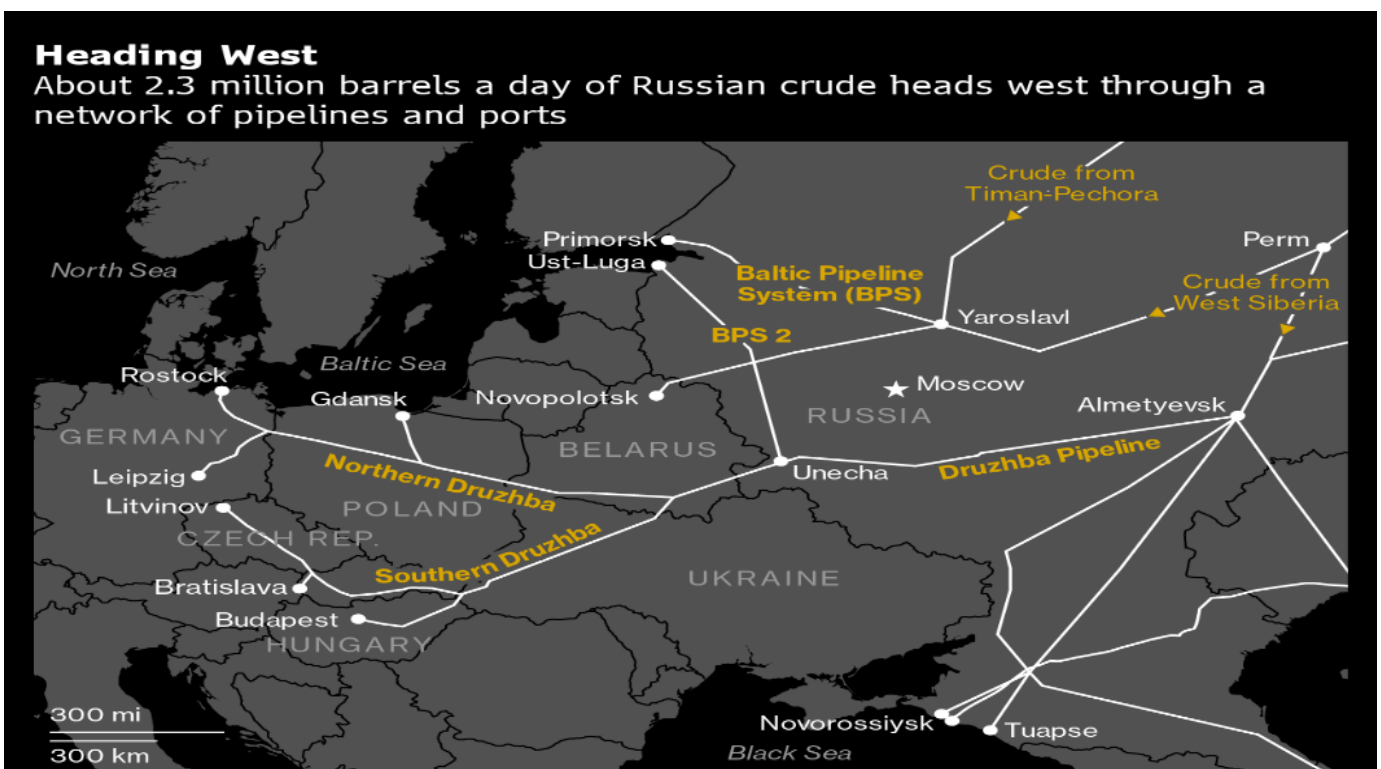 Heading West
About 2.3 million barrels a day of Russian crude heads west through a
network of pipelines and ports
Crude from
Timan-Pechora
Primorsk
Perm
Ust-Luga
North Sea
Baltic Pipeline
System (BPS)
Crude from
West Siberia
Yaroslavl
BPS 2
Baltic Sea
Rostock
Moscow
Gdansk
Novopolotsk
Almetyevsk
RUSSIA
GERMANY
BELARUS
Druzhba Pipeline
Northern Druzhba
Unecha
Leipzig
Litvinov
POLAND
CZECH REP.
Southern Druzhba
UKRAINE
Bratislava
Budapest
HUNGARY
300 mi
300 km
Novorossiysk
Tuapse
Black Sea